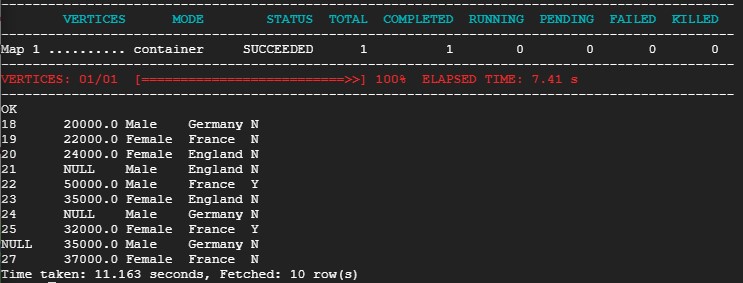 --------------------------------------------------------------------------------
VERTICES MODE STATUS TOTAL COMPLETED RUNNING PENDING FAILED KILLED
--------------------------------------------------------------------------------
Map 1 .......... container SUCCEEDED 1 1 0 0 0 0
--------------------------------------------------------------------------------
VERTICES: 01/01 [==========================>>] 100% ELAPSED TIME: 7.41 s
--------------------------------------------------------------------------------
OK
18 20000.0 Male Germany N
19 22000.0 Female France N
20 24000.0 Female England N
21 NULL Male England N
22 50000.0 Male France Y
23 35000.0 Female England N
24 NULL Male Germany N
25 32000.0 Female France Y
NULL 35000.0 Male Germany N
27 37000.0 Female France N
Time taken: 11.163 seconds, Fetched: 10 row(s)